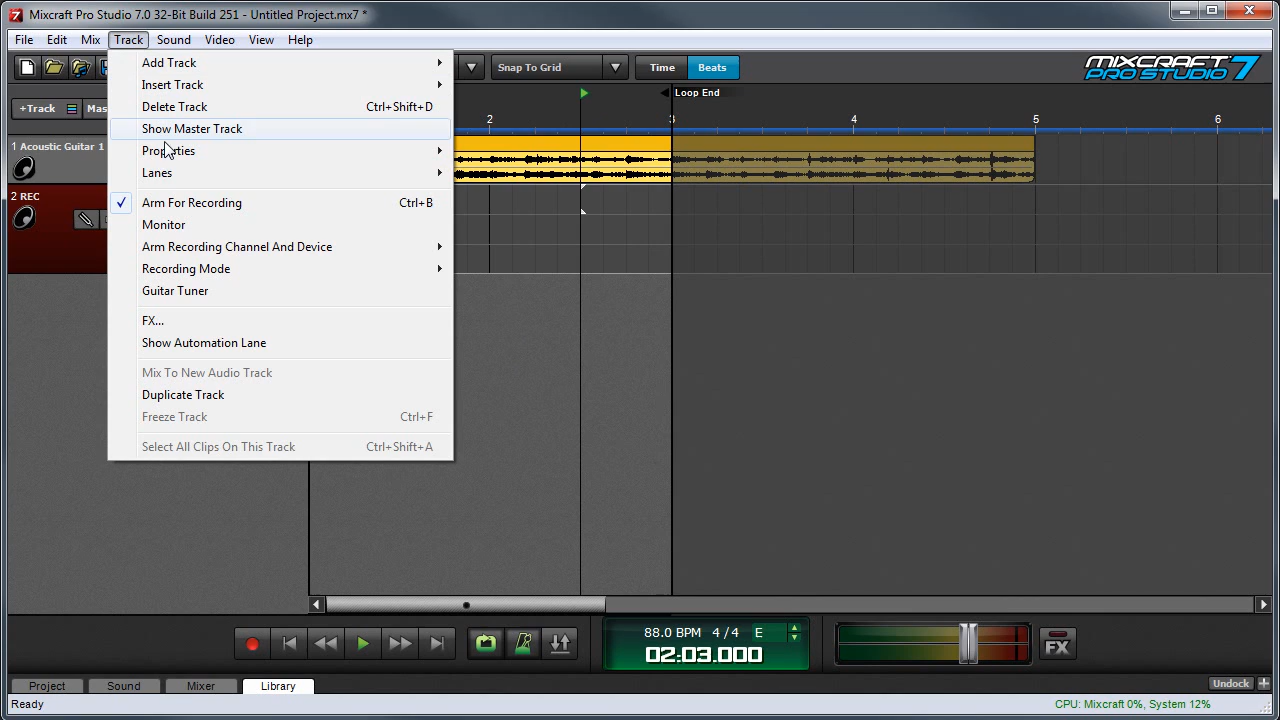 Mixcraft Pro Studio 7.0 32-Bit Build 251 - Untitled Project.mx7 *
File Edit Mix Track Sound Video View Help
Snap To Grid
Time Beats
MIXCRAFT
PRO STUDIO 7
+Track Mas
Loop End
2 3 4 5 6
1 Acoustic Guitar 1
2 REC
Add Track
Insert Track
Delete Track Ctrl+Shift+D
Show Master Track
Properties
Lanes
Arm For Recording Ctrl+B
Monitor
Arm Recording Channel And Device
Recording Mode
Guitar Tuner
FX...
Show Automation Lane
Mix To New Audio Track
Duplicate Track
Freeze Track Ctrl+F
Select All Clips On This Track Ctrl+Shift+A
88.0 BPM 4 / 4 E
02:03.000
FX
Project Sound Mixer Library
Undock
Ready
CPU: Mixcraft 0%, System 12%